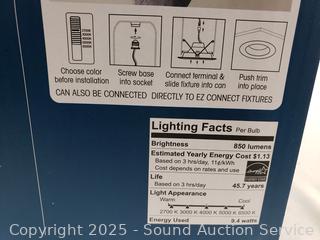 Choose color
before installation
Screw base
into socket
Connect terminal &
slide fixture into can
Push trim
into place
CAN ALSO BE CONNECTED DIRECTLY TO EZ CONNECT FIXTURES
Lighting Facts Per Bulb
Brightness 850 lumens
Estimated Yearly Energy Cost $1.13
Based on 3 hrs/day, 11¢/kWh
Cost depends on rates and use
Life
Based on 3 hrs/day 45.7 years
Light Appearance
Warm Cool
2700 K 3000 K 4000 K 5000 K 6500 K
Energy Used 9.4 watts
© 2025 - Sound Auction Service